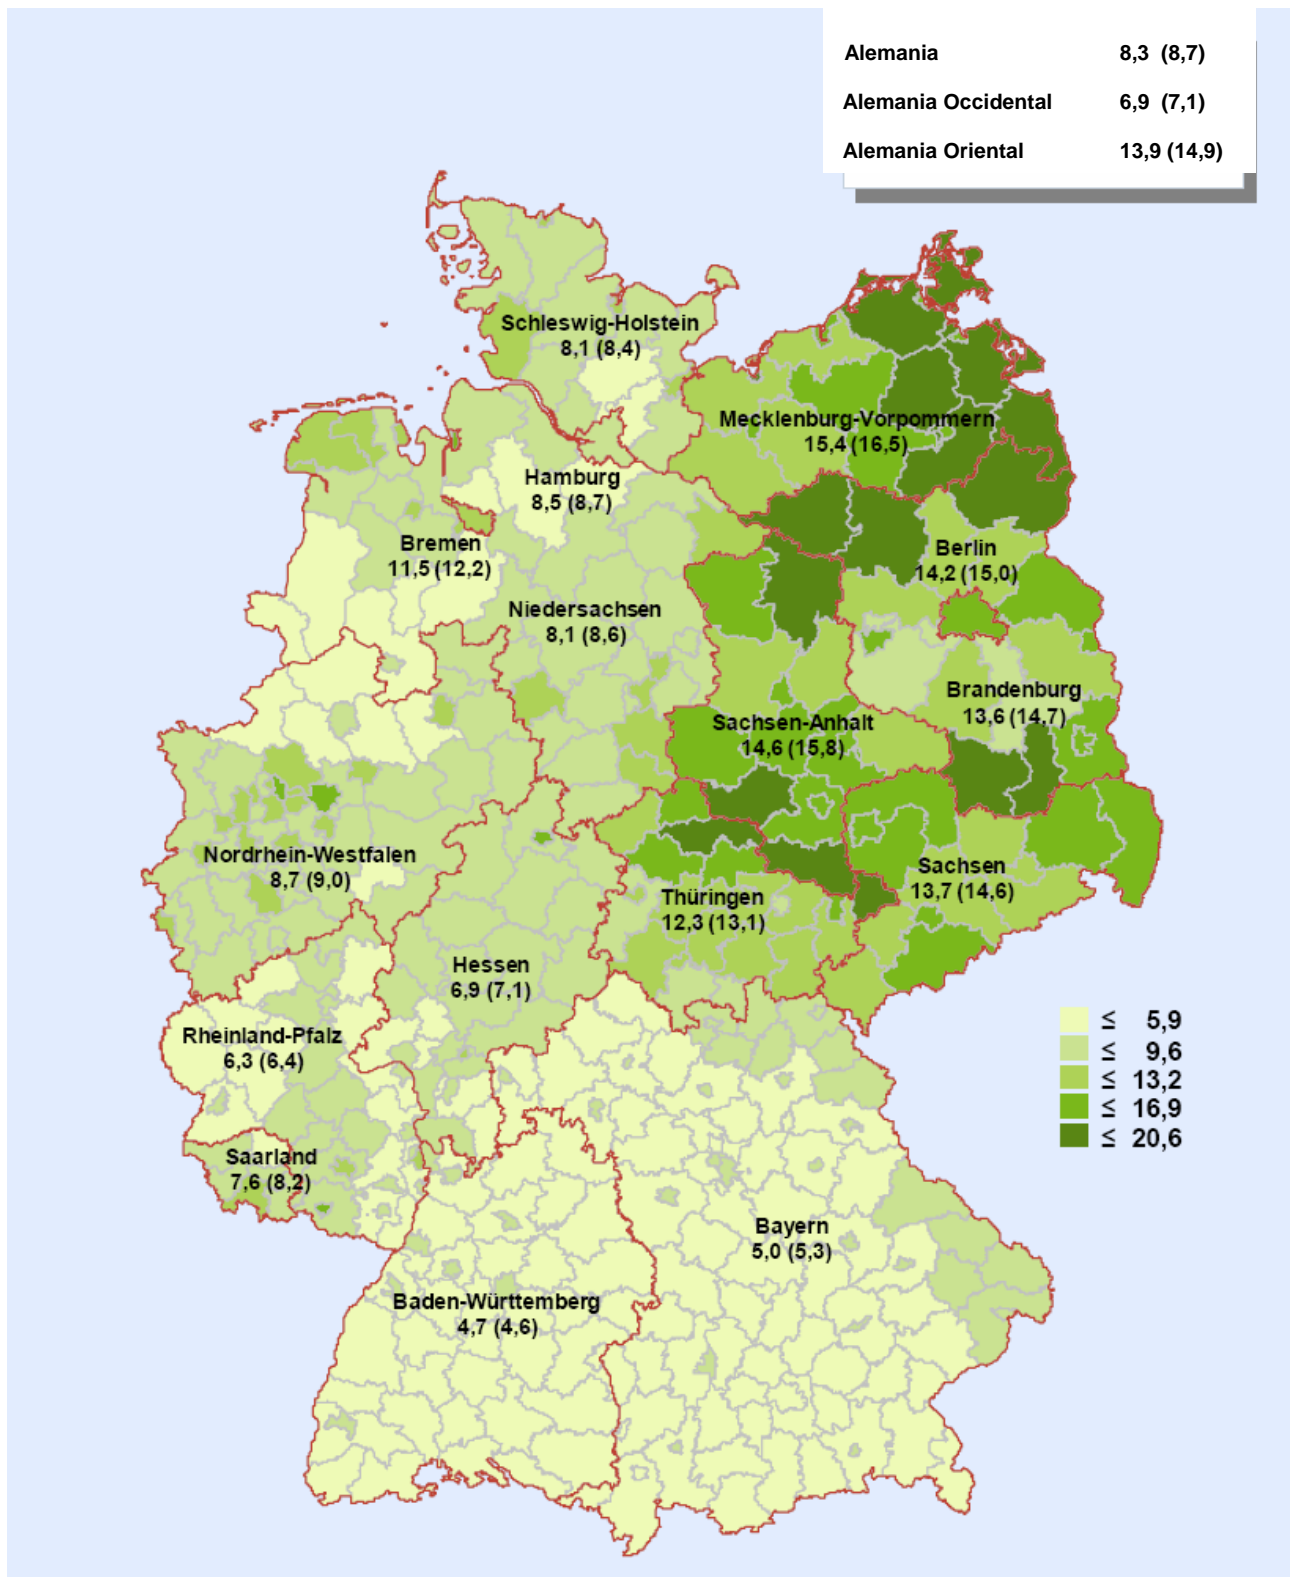 Alemania 8,3 (8,7)
Alemania Occidental 6,9 (7,1)
Alemania Oriental 13,9 (14,9)
Schleswig-Holstein
8,1 (8,4)
Mecklenburg-Vorpommern
15,4 (16,5)
Hamburg
8,5 (8,7)
Bremen
11,5 (12,2)
Berlin
14,2 (15,0)
Niedersachsen
8,1 (8,6)
Brandenburg
13,6 (14,7)
Sachsen-Anhalt
14,6 (15,8)
Nordrhein-Westfalen
8,7 (9,0)
Sachsen
13,7 (14,6)
Thüringen
12,3 (13,1)
Hessen
6,9 (7,1)
Rheinland-Pfalz
6,3 (6,4)
≤ 5,9
≤ 9,6
≤ 13,2
≤ 16,9
≤ 20,6
Saarland
7,6 (8,2)
Bayern
5,0 (5,3)
Baden-Württemberg
4,7 (4,6)